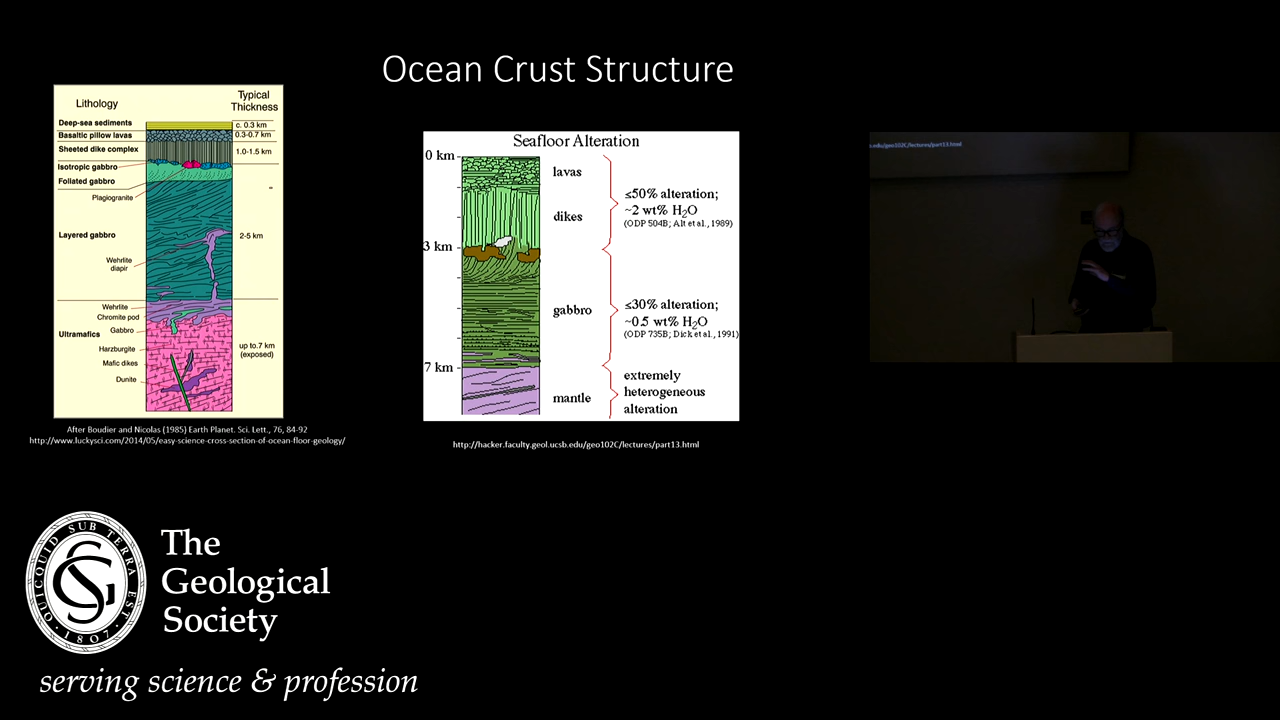 Ocean Crust Structure
Lithology
Typical
Thickness
Deep-sea sediments
c. 0.3 km
Basaltic pillow lavas
0.3-0.7 km
Sheeted dike complex
1.0-1.5 km
Isotropic gabbro
Foliated gabbro
"
Plagiogranite
Layered gabbro
2-5 km
Wehrlite
diapir
Wehrlite
Chromite pod
Gabbro
Ultramafics
Harzburgite
up to.7 km
(exposed)
Mafic dikes
Dunite
After Boudier and Nicolas (1985) Earth Planet. Sci. Lett., 76, 84-92
http://www.luckysci.com/2014/05/easy-science-cross-section-of-ocean-floor-geology/
Seafloor Alteration
0 km
lavas
≤50% alteration;
~2 wt% H2O
(ODP 504B; Alt et al., 1989)
dikes
3 km
gabbro
≤30% alteration;
~0.5 wt% H2O
(ODP 735B; Dick et al., 1991)
7 km
mantle
extremely
heterogeneous
alteration
http://hacker.faculty.geol.ucsb.edu/geo102C/lectures/part13.html
s.edu/geo102C/lectures/part13.html
QUICQUID SUB TERRA EST
1807
GS
The
Geological
Society
serving science & profession